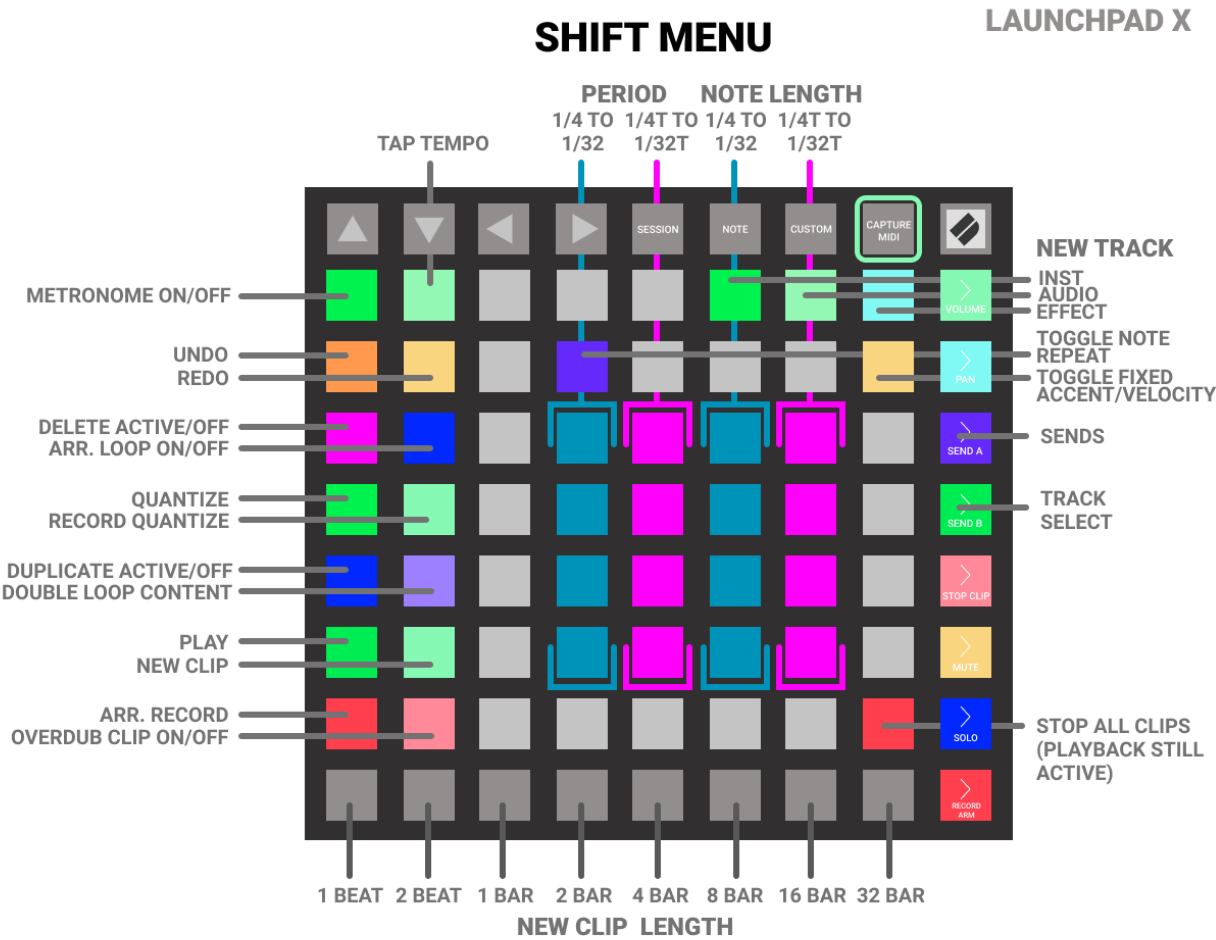 LAUNCHPAD X
SHIFT MENU
PERIOD
NOTE LENGTH
1/4 TO
1/32
1/4T TO
1/32T
1/4 TO
1/32
1/4T TO
1/32T
TAP TEMPO
SESSION
NOTE
CUSTOM
CAPTURE
MIDI
NEW TRACK
INST
AUDIO
EFFECT
METRONOME ON/OFF
VOLUME
UNDO
REDO
TOGGLE NOTE
REPEAT
TOGGLE FIXED
ACCENT/VELOCITY
PAN
DELETE ACTIVE/OFF
ARR. LOOP ON/OFF
SEND A
SENDS
QUANTIZE
RECORD QUANTIZE
SEND B
TRACK
SELECT
DUPLICATE ACTIVE/OFF
DOUBLE LOOP CONTENT
STOP CLIP
PLAY
NEW CLIP
MUTE
ARR. RECORD
OVERDUB CLIP ON/OFF
SOLO
STOP ALL CLIPS
(PLAYBACK STILL
ACTIVE)
RECORD
ARM
1 BEAT
2 BEAT
1 BAR
2 BAR
4 BAR
8 BAR
16 BAR
32 BAR
NEW CLIP LENGTH